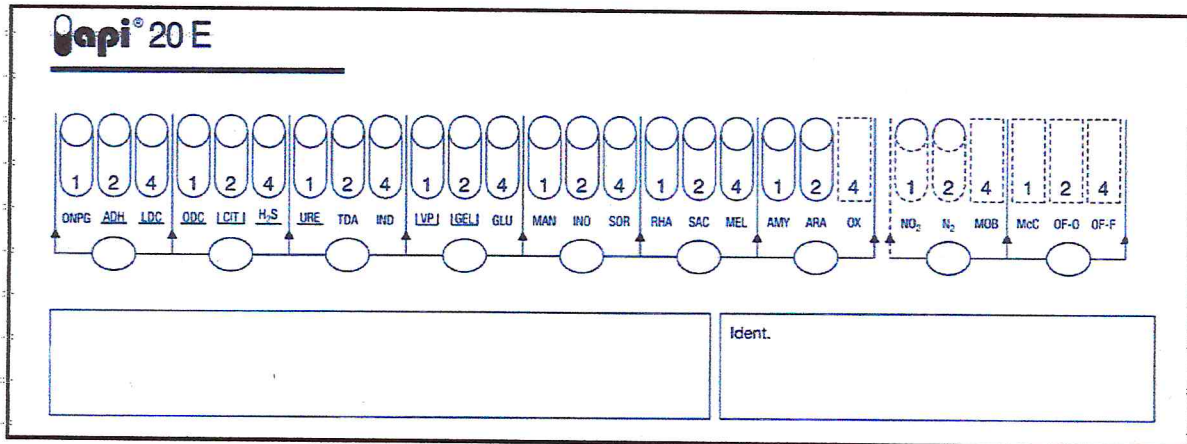 api® 20 E
1 2 4 1 2 4 1 2 4 1 2 4 1 2 4 1 2 4 1 2 4 1 2 4 1 2 4
ONPG ADH LDC ODC CIT H₂S URE TDA IND VP GEL GLU MAN INO SOR RHA SAC MEL AMY ARA OX NO₂ N₂ MOB McC OF-O OF-F
Ident.